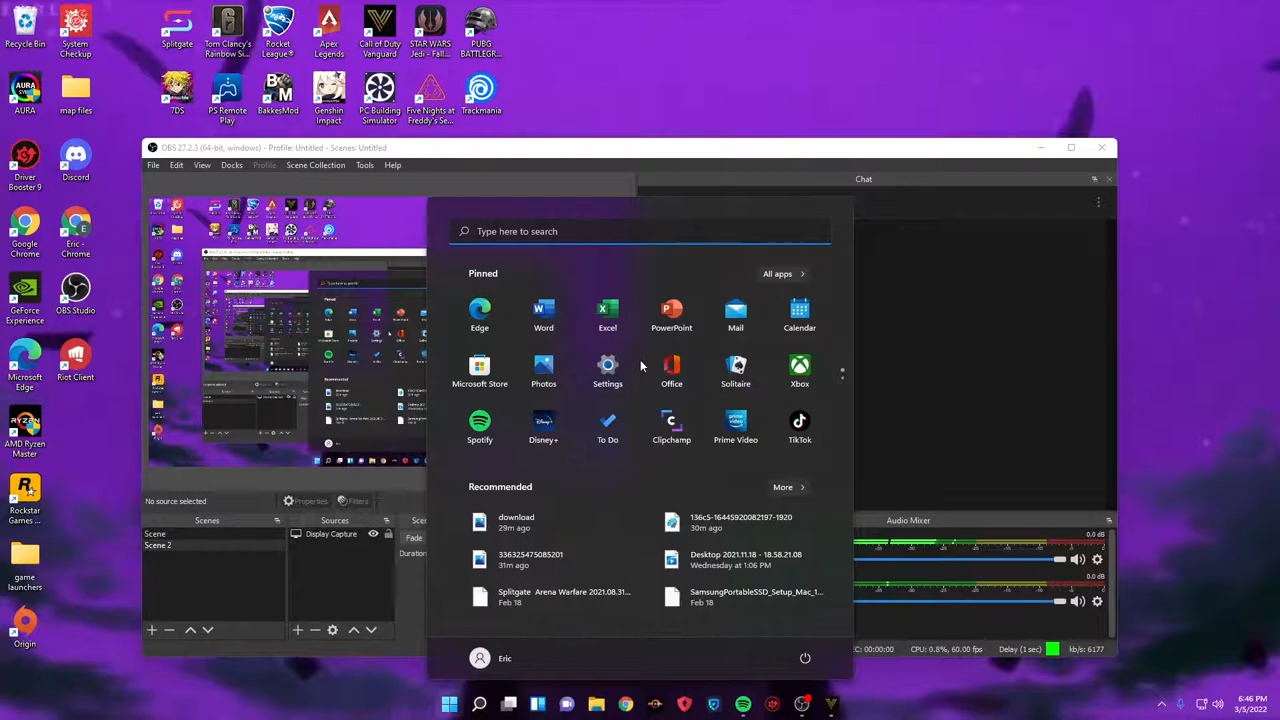 Recycle Bin
System Checkup
Splitgate
Tom Clancy's Rainbow Si...
Rocket League®
Apex Legends
Call of Duty Vanguard
STAR WARS Jedi - Fall...
PUBG BATTLEGR...
AURA
map files
7DS
PS Remote Play
BakkesMod
Genshin Impact
PC Building Simulator
Five Nights at Freddy's Se...
Trackmania
Driver Booster 9
Discord
Google Chrome
Eric - Chrome
GeForce Experience
OBS Studio
Microsoft Edge
Riot Client
AMD Ryzen Master
Rockstar Games ...
game launchers
Origin
OBS 27.2.3 (64-bit, windows) - Profile: Untitled - Scenes: Untitled
File Edit View Docks Profile Scene Collection Tools Help
Chat
Type here to search
Pinned
All apps
Edge Word Excel PowerPoint Mail Calendar
Microsoft Store Photos Settings Office Solitaire Xbox
Spotify Disney+ To Do Clipchamp Prime Video TikTok
Recommended
More
download
29m ago
136c5-16445920082197-1920
30m ago
336325475085201
31m ago
Desktop 2021.11.18 - 18.58.21.08
Wednesday at 1:06 PM
Splitgate Arena Warfare 2021.08.31...
Feb 18
SamsungPortableSSD_Setup_Mac_1...
Feb 18
Eric
No source selected
Properties
Filters
Scenes
Sources
Scen
Scene
Scene 2
Display Capture
Fade
Duration
Audio Mixer
0.0 dB
0.0 dB
EC: 00:00:00
CPU: 0.8%, 60.00 fps
Delay (1 sec)
kb/s: 6177
6:46 PM
3/5/2022